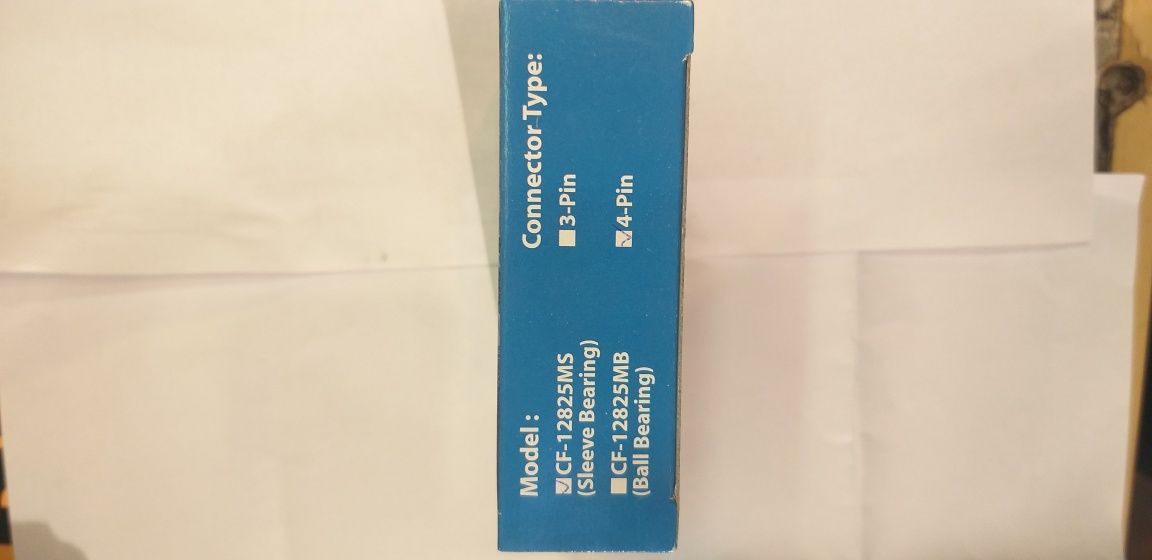 Model :
☑CF-12825MS
(Sleeve Bearing)
☐CF-12825MB
(Ball Bearing)
Connector Type:
☐3-Pin
☑4-Pin